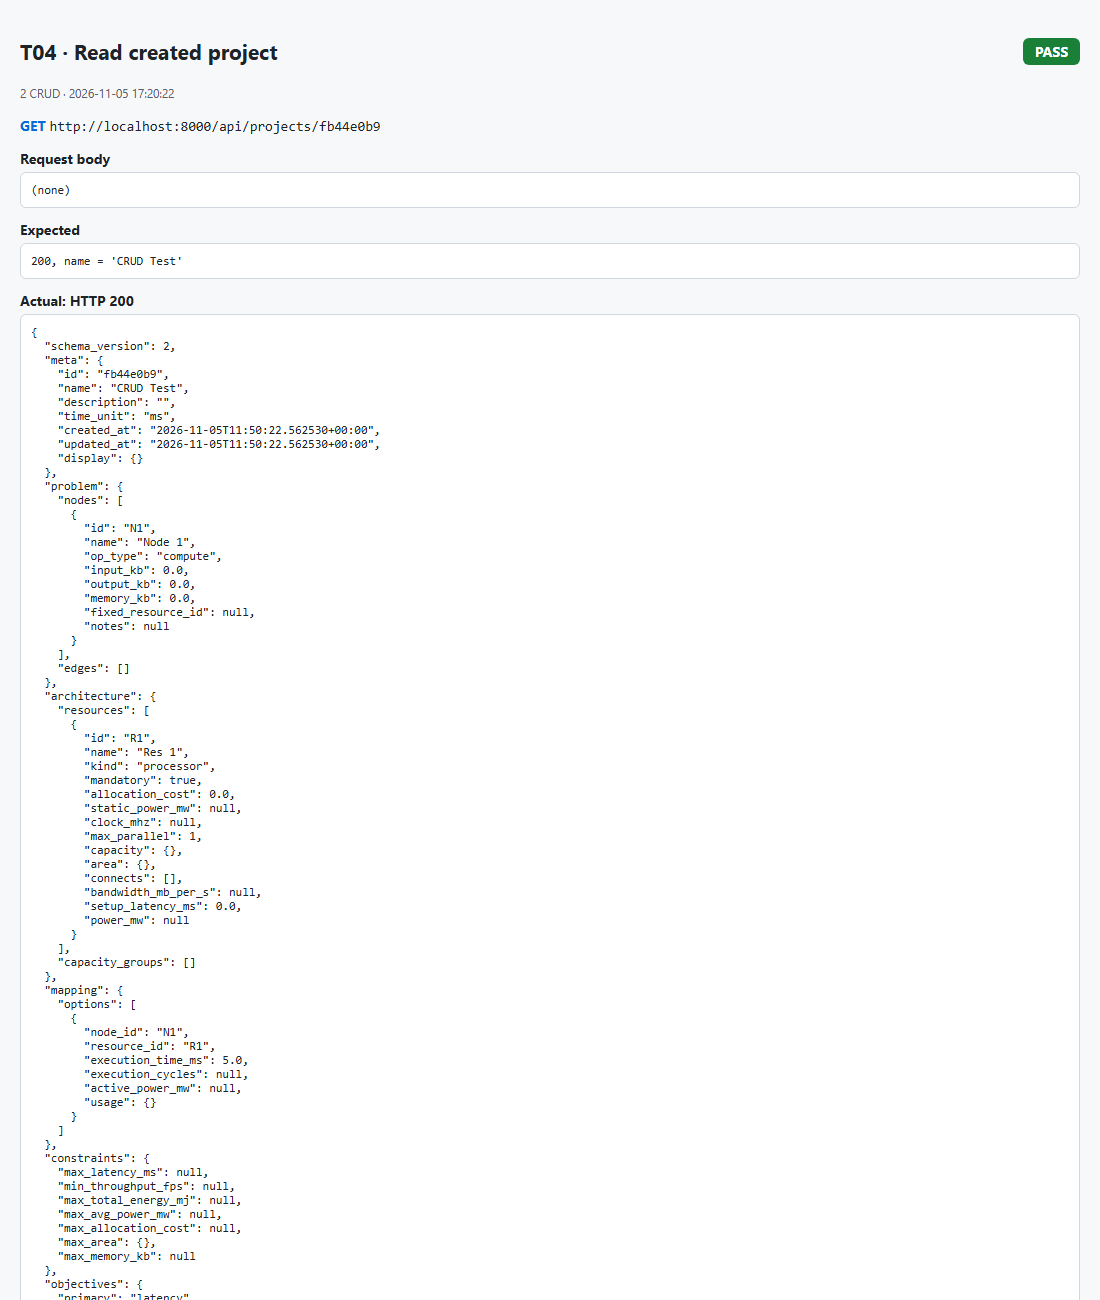 T04 · Read created project
PASS
2 CRUD · 2026-11-05 17:20:22
GET http://localhost:8000/api/projects/fb44e0b9
Request body
(none)
Expected
200, name = 'CRUD Test'
Actual: HTTP 200
{
  "schema_version": 2,
  "meta": {
    "id": "fb44e0b9",
    "name": "CRUD Test",
    "description": "",
    "time_unit": "ms",
    "created_at": "2026-11-05T11:50:22.562530+00:00",
    "updated_at": "2026-11-05T11:50:22.562530+00:00",
    "display": {}
  },
  "problem": {
    "nodes": [
      {
        "id": "N1",
        "name": "Node 1",
        "op_type": "compute",
        "input_kb": 0.0,
        "output_kb": 0.0,
        "memory_kb": 0.0,
        "fixed_resource_id": null,
        "notes": null
      }
    ],
    "edges": []
  },
  "architecture": {
    "resources": [
      {
        "id": "R1",
        "name": "Res 1",
        "kind": "processor",
        "mandatory": true,
        "allocation_cost": 0.0,
        "static_power_mw": null,
        "clock_mhz": null,
        "max_parallel": 1,
        "capacity": {},
        "area": {},
        "connects": [],
        "bandwidth_mb_per_s": null,
        "setup_latency_ms": 0.0,
        "power_mw": null
      }
    ],
    "capacity_groups": []
  },
  "mapping": {
    "options": [
      {
        "node_id": "N1",
        "resource_id": "R1",
        "execution_time_ms": 5.0,
        "execution_cycles": null,
        "active_power_mw": null,
        "usage": {}
      }
    ]
  },
  "constraints": {
    "max_latency_ms": null,
    "min_throughput_fps": null,
    "max_total_energy_mj": null,
    "max_avg_power_mw": null,
    "max_allocation_cost": null,
    "max_area": {},
    "max_memory_kb": null
  },
  "objectives": {
    "primary": "latency",